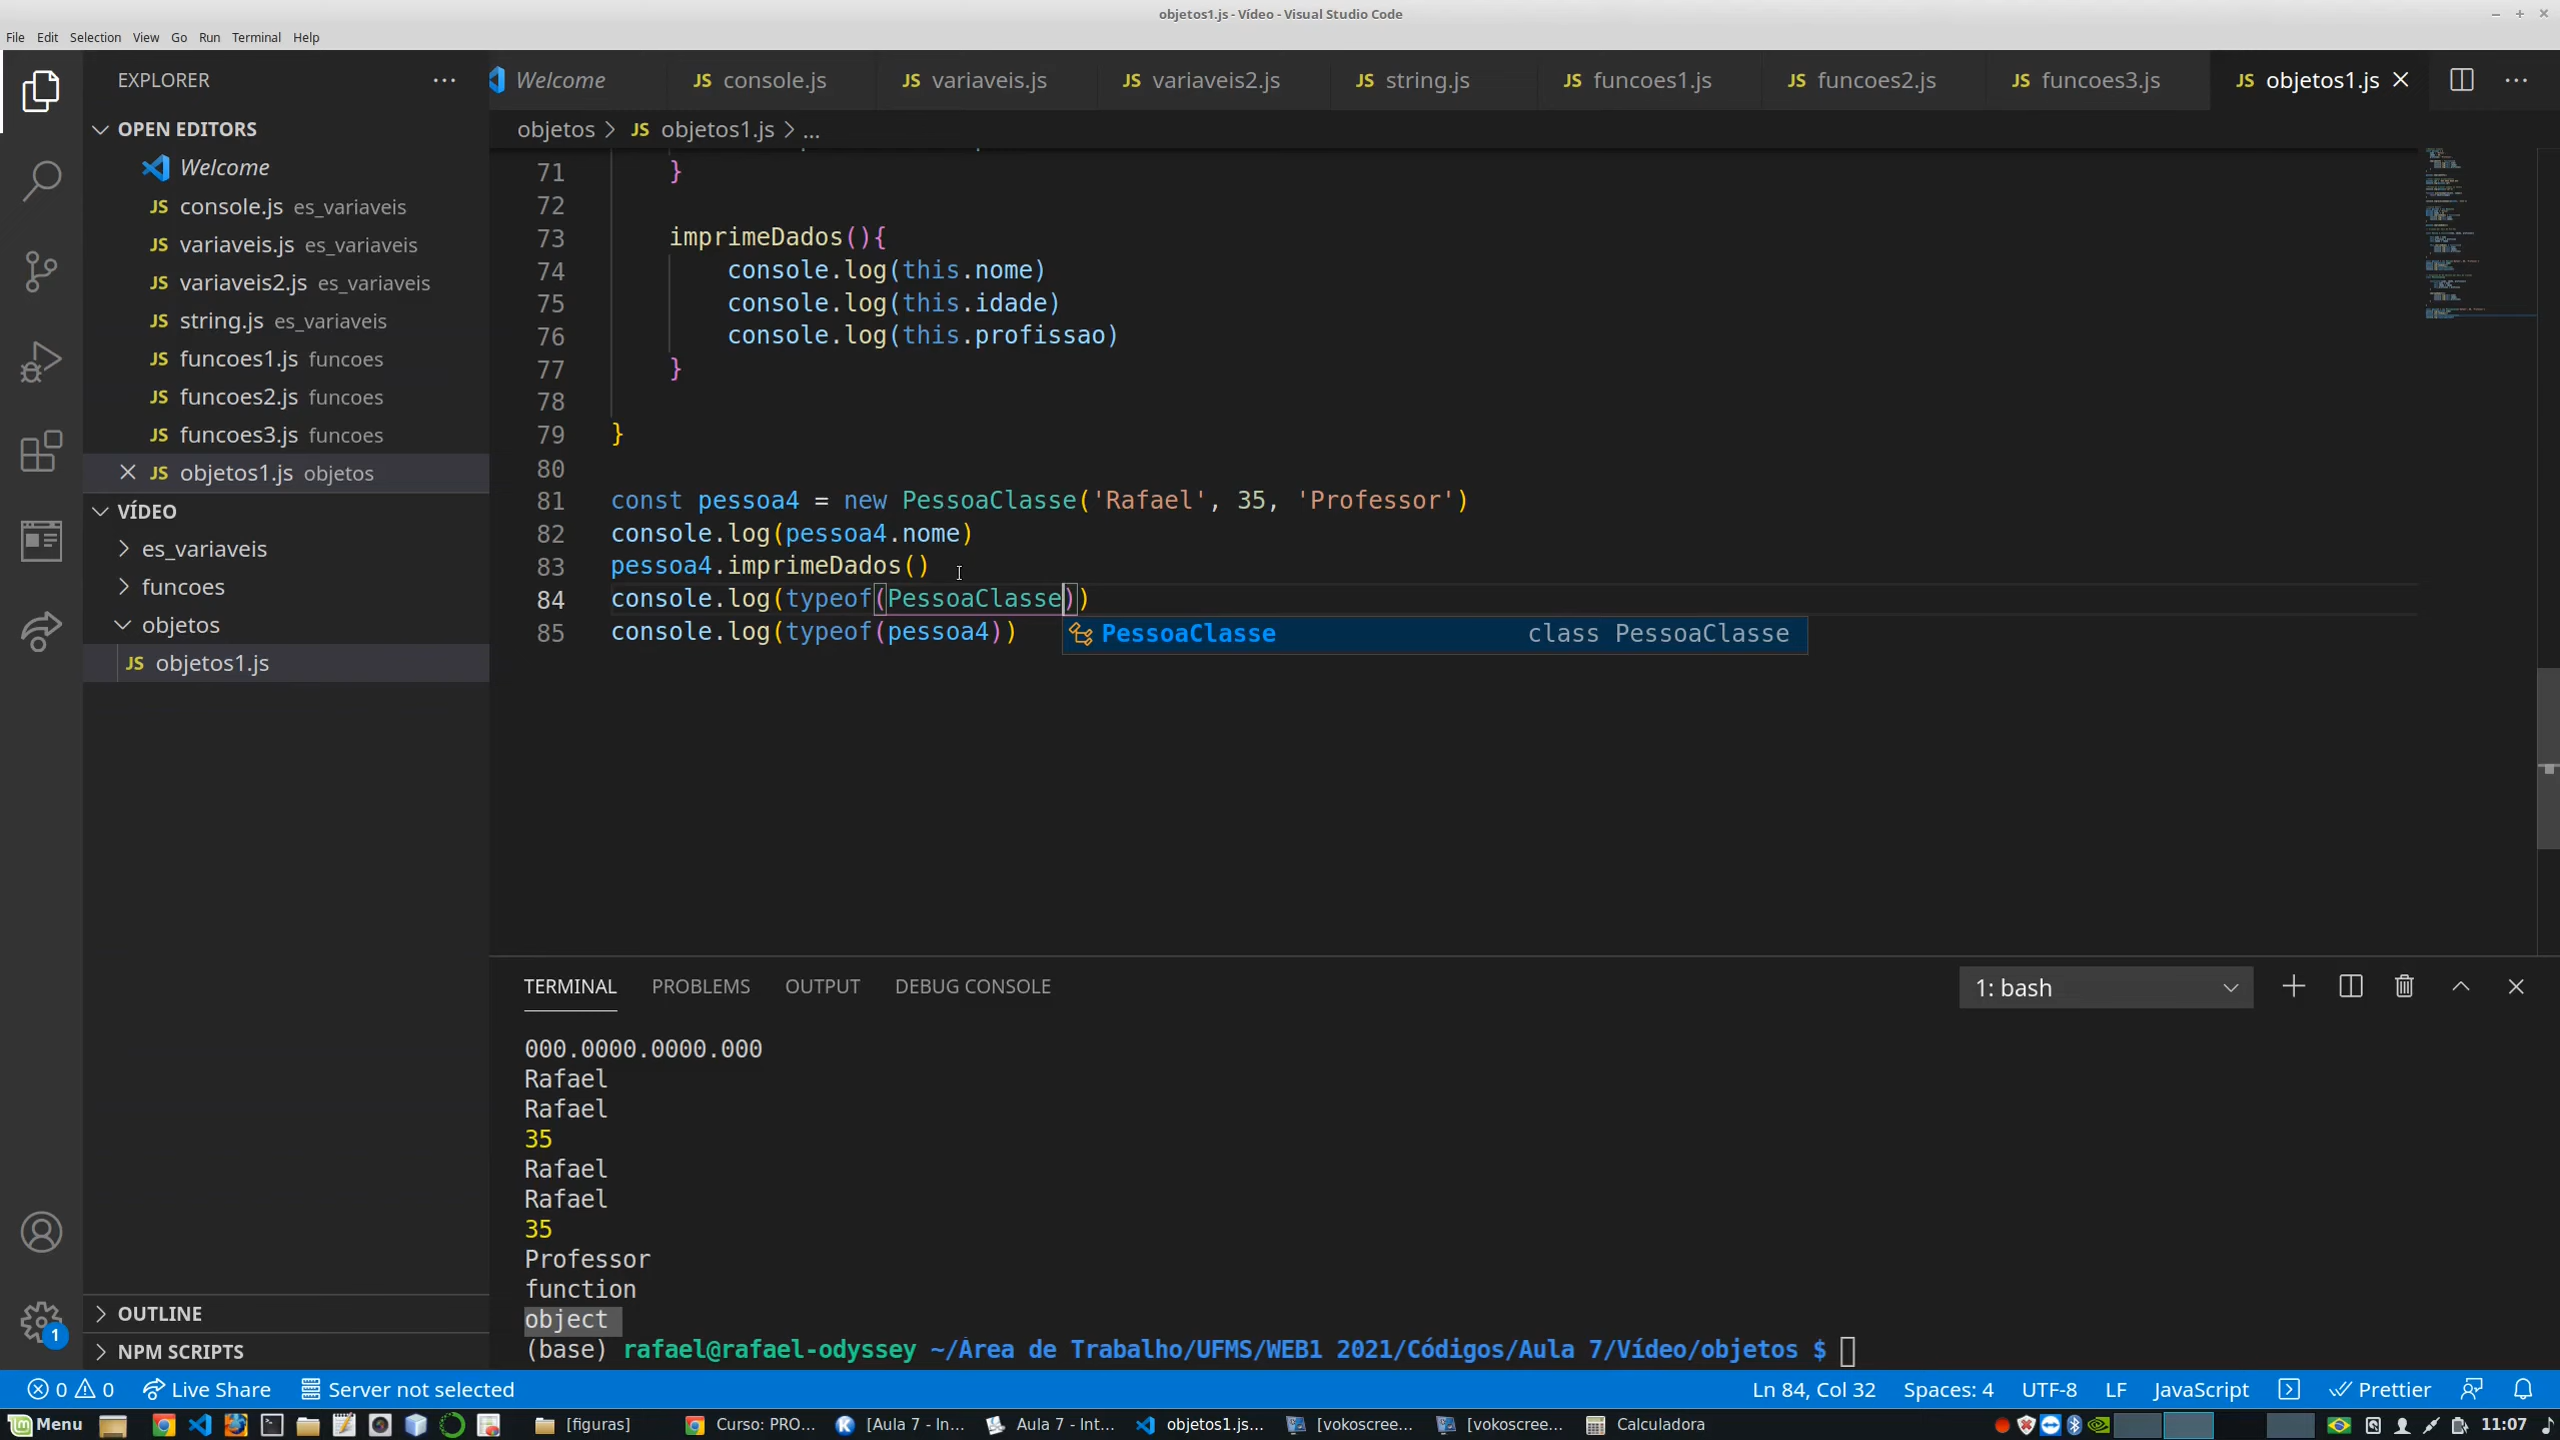 objetos1.js - Vídeo - Visual Studio Code
File Edit Selection View Go Run Terminal Help
EXPLORER
OPEN EDITORS
Welcome
console.js es_variaveis
variaveis.js es_variaveis
variaveis2.js es_variaveis
string.js es_variaveis
funcoes1.js funcoes
funcoes2.js funcoes
funcoes3.js funcoes
objetos1.js objetos
VÍDEO
es_variaveis
funcoes
objetos
objetos1.js
OUTLINE
NPM SCRIPTS
Welcome console.js variaveis.js variaveis2.js string.js funcoes1.js funcoes2.js funcoes3.js objetos1.js
objetos > JS objetos1.js > ...
71 }
72
73 imprimeDados(){
74 console.log(this.nome)
75 console.log(this.idade)
76 console.log(this.profissao)
77 }
78
79 }
80
81 const pessoa4 = new PessoaClasse('Rafael', 35, 'Professor')
82 console.log(pessoa4.nome)
83 pessoa4.imprimeDados()
84 console.log(typeof(PessoaClasse))
85 console.log(typeof(pessoa4))
PessoaClasse class PessoaClasse
TERMINAL PROBLEMS OUTPUT DEBUG CONSOLE 1: bash
000.0000.0000.000
Rafael
Rafael
35
Rafael
Rafael
35
Professor
function
object
(base) rafael@rafael-odyssey ~/Área de Trabalho/UFMS/WEB1 2021/Códigos/Aula 7/Vídeo/objetos $
0 0 Live Share Server not selected Ln 84, Col 32 Spaces: 4 UTF-8 LF JavaScript Prettier
Menu [figuras] Curso: PRO... [Aula 7 - In... Aula 7 - Int... objetos1.js... [vokoscree... [vokoscree... Calculadora 11:07